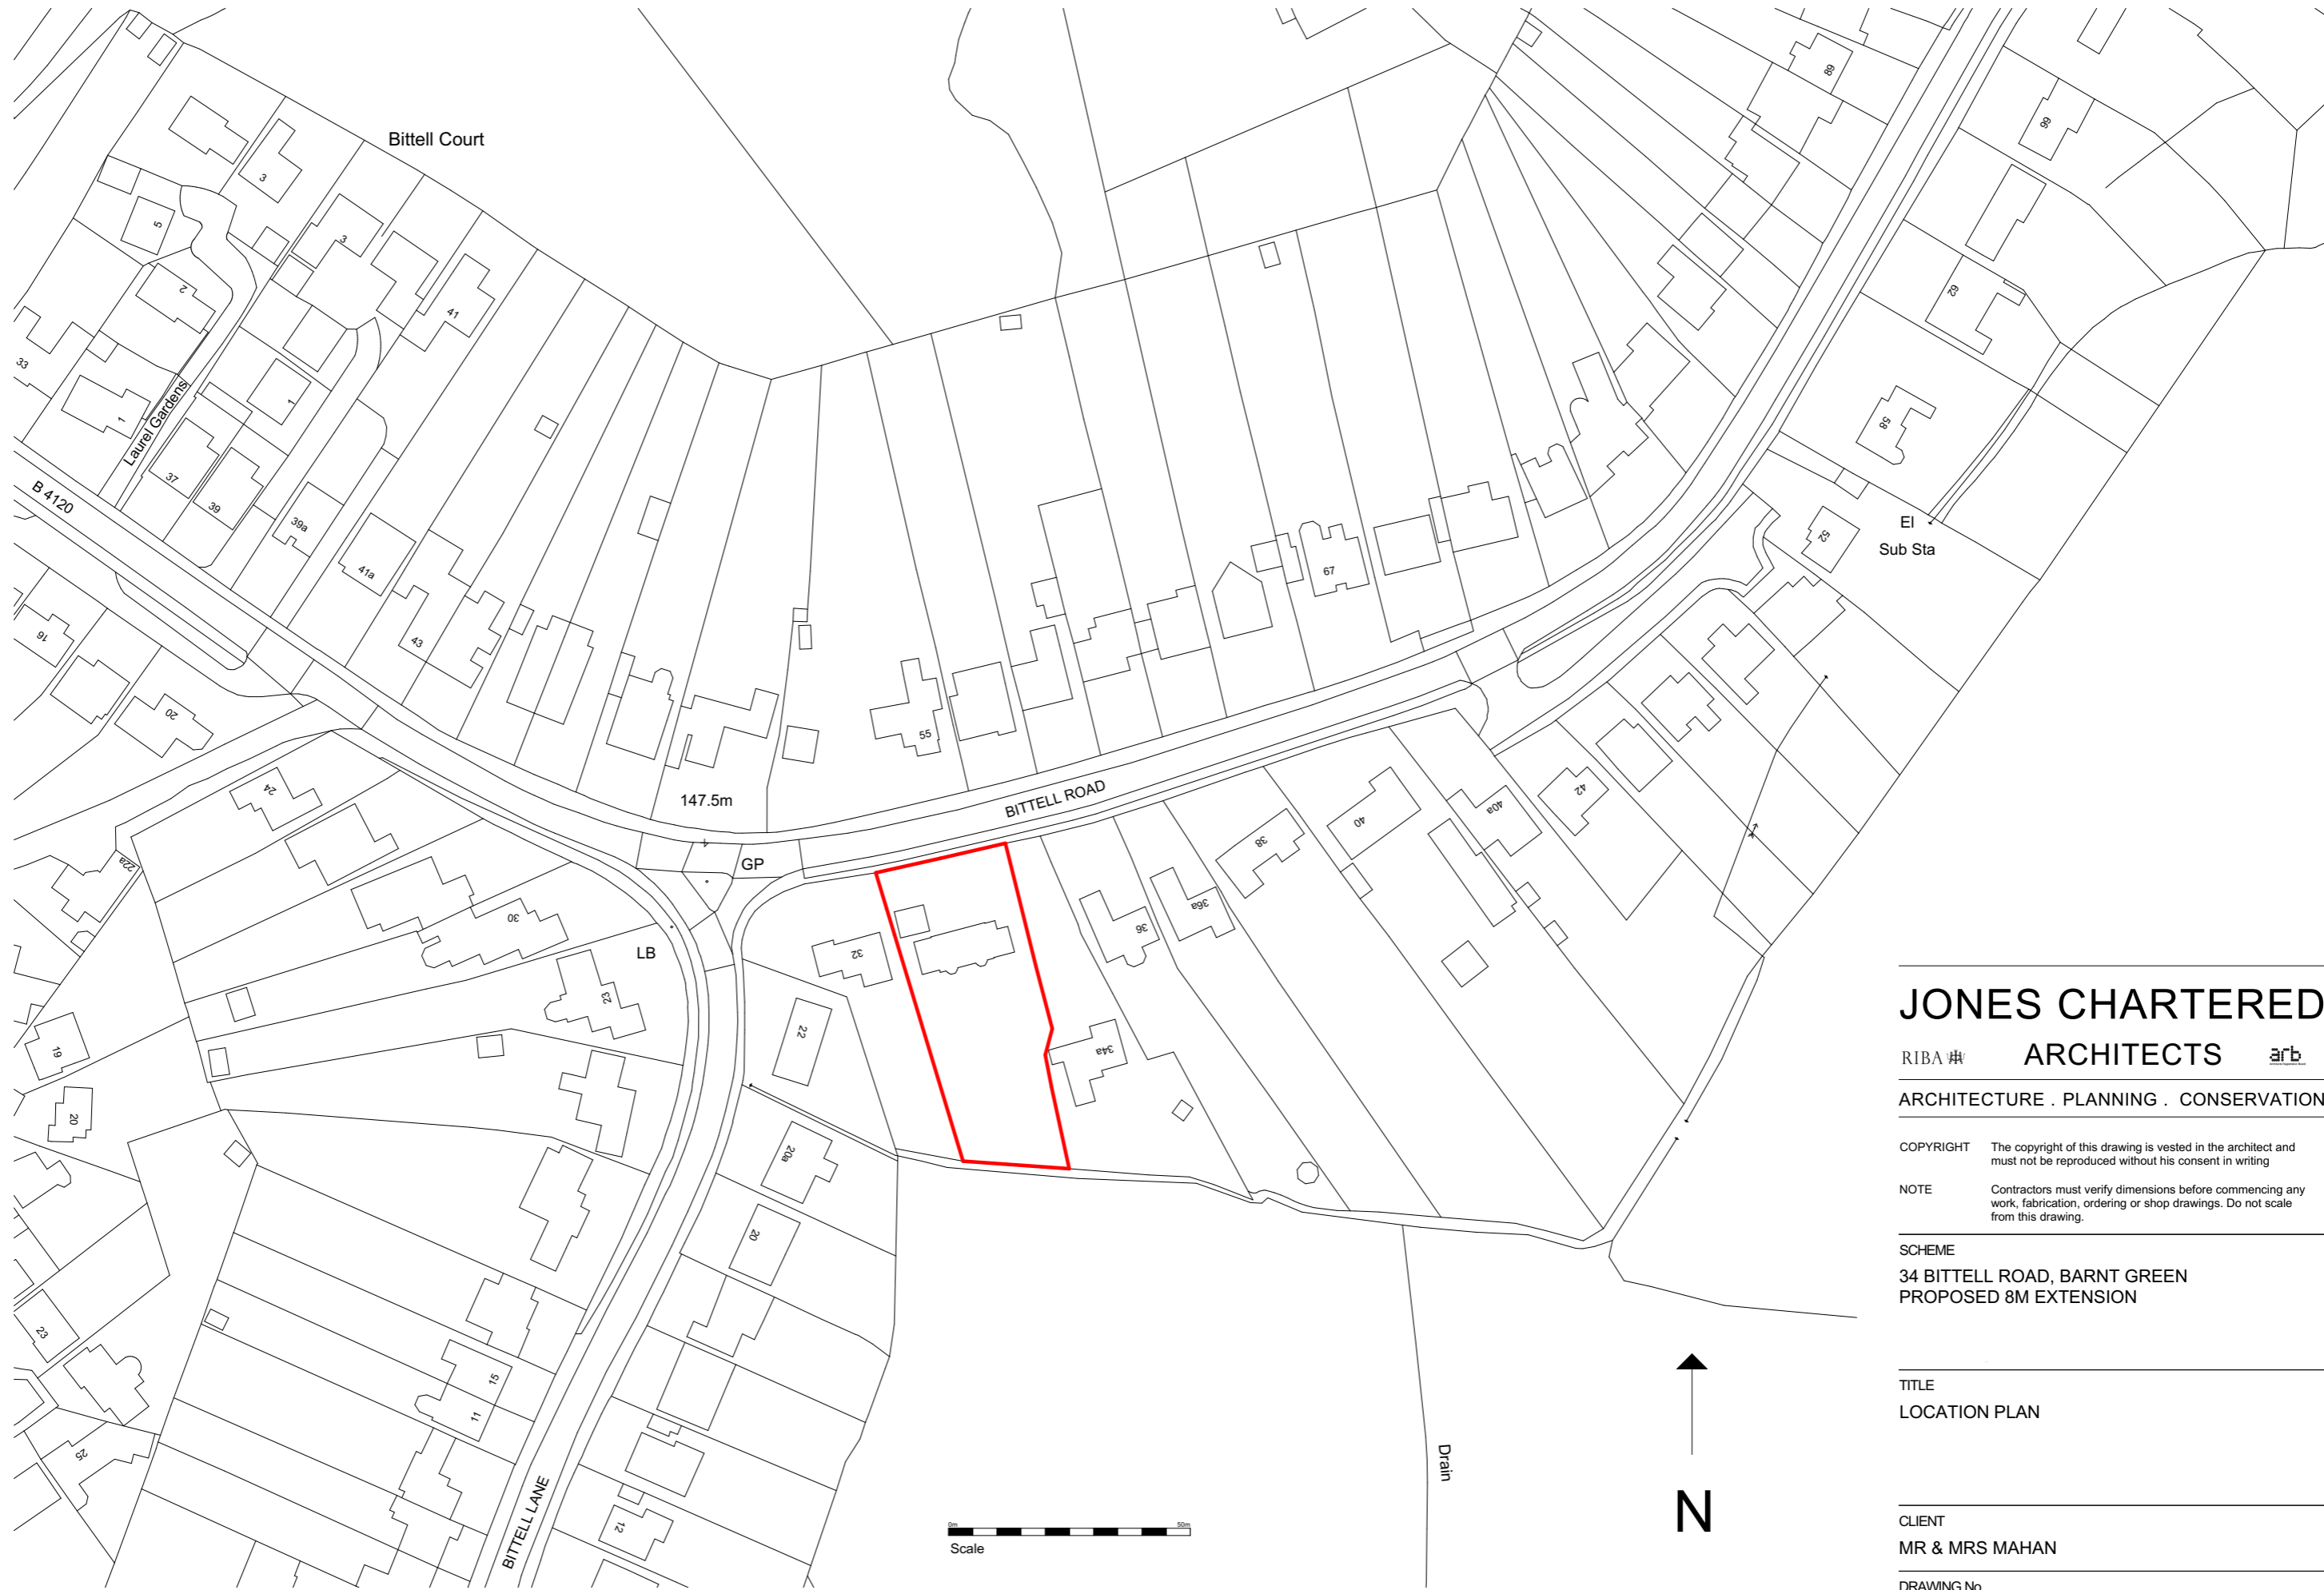 Bittell Court
3
3
5
2
41
33
1
1
Laurel Gardens
37
39
39a
41a
43
B 4120
16
20
24
22a
30
LB
23
147.5m
GP
55
67
BITTELL ROAD
89
66
62
58
52
El
Sub Sta
42
40a
40
38
36a
36
34a
32
22
20a
20
19
20
23
25
15
11
12
BITTELL LANE
Drain
0m
50m
Scale
N
JONES CHARTERED
RIBA
ARCHITECTS
arb
ARCHITECTURE . PLANNING . CONSERVATION
COPYRIGHT The copyright of this drawing is vested in the architect and
must not be reproduced without his consent in writing
NOTE Contractors must verify dimensions before commencing any
work, fabrication, ordering or shop drawings. Do not scale
from this drawing.
SCHEME
34 BITTELL ROAD, BARNT GREEN
PROPOSED 8M EXTENSION
TITLE
LOCATION PLAN
CLIENT
MR & MRS MAHAN
DRAWING No